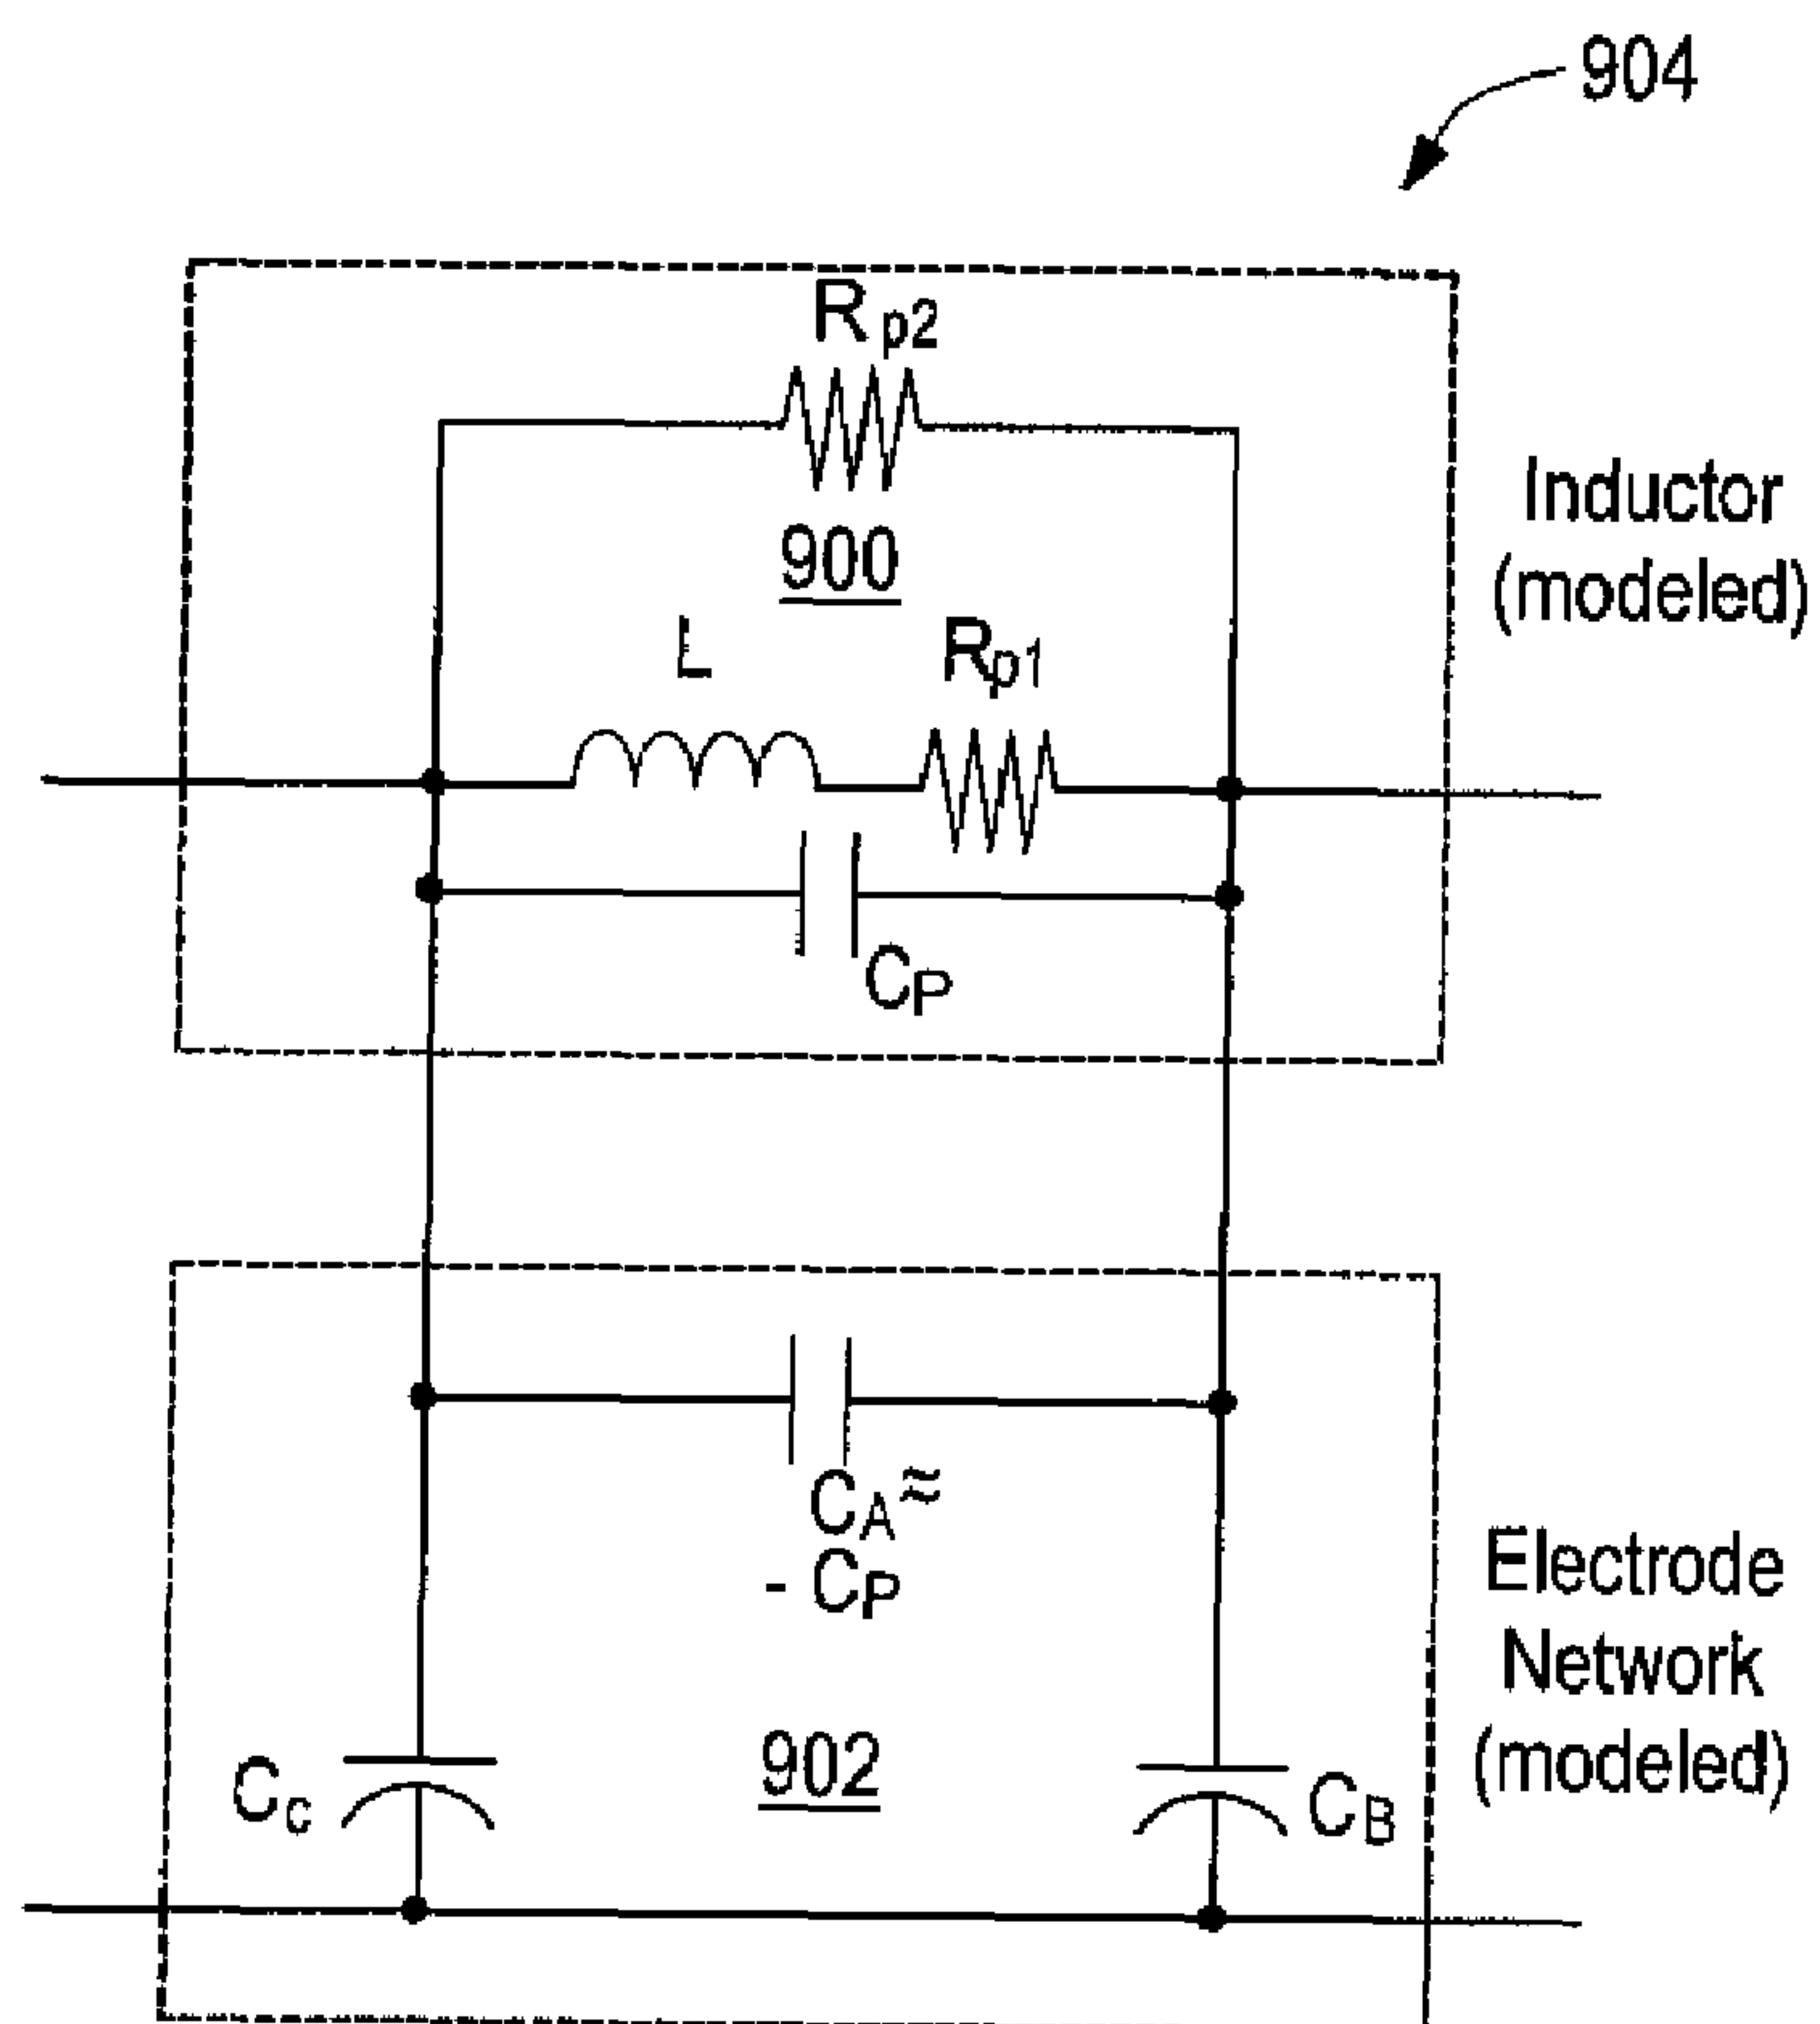 904
Rp2
Inductor
(modeled)
900
L
Rp1
CP
CA≈
- CP
Electrode
Network
(modeled)
902
CC
CB